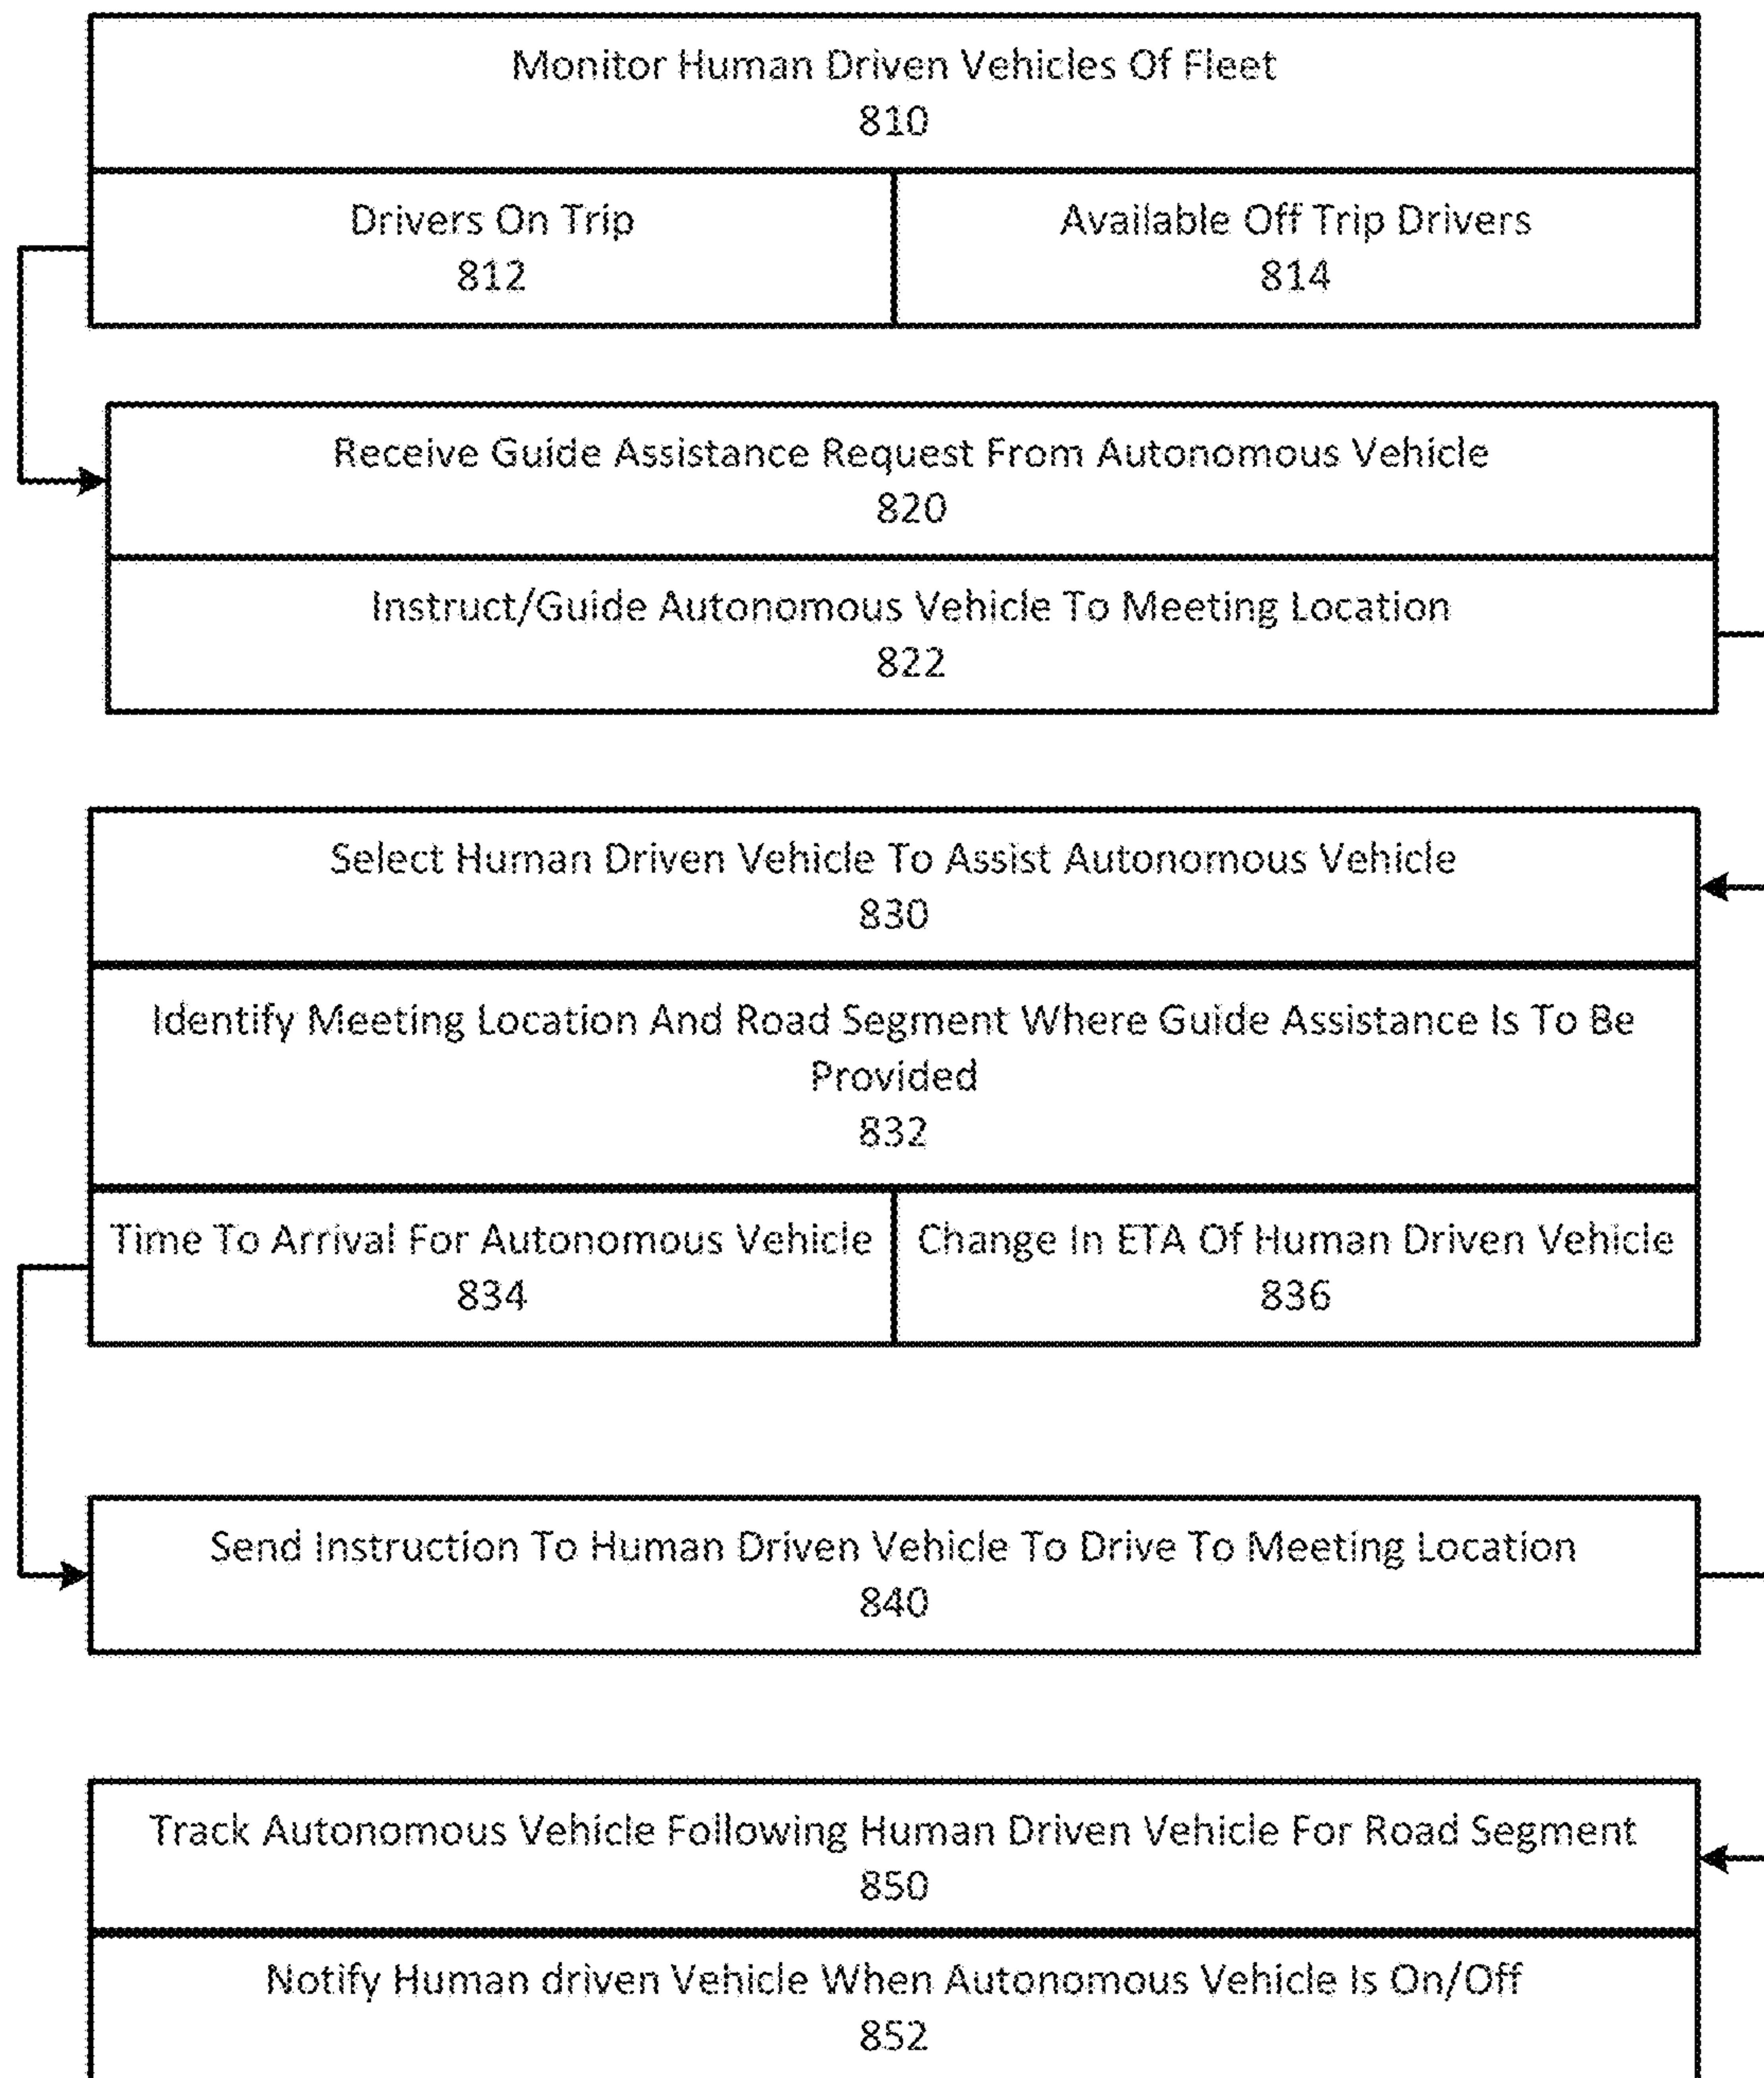 Monitor Human Driven Vehicles Of Fleet
810
Drivers On Trip
812
Available Off Trip Drivers
814
Receive Guide Assistance Request From Autonomous Vehicle
820
Instruct/Guide Autonomous Vehicle To Meeting Location
822
Select Human Driven Vehicle To Assist Autonomous Vehicle
830
Identify Meeting Location And Road Segment Where Guide Assistance Is To Be
Provided
832
Time To Arrival For Autonomous Vehicle
834
Change In ETA Of Human Driven Vehicle
836
Send Instruction To Human Driven Vehicle To Drive To Meeting Location
840
Track Autonomous Vehicle Following Human Driven Vehicle For Road Segment
850
Notify Human driven Vehicle When Autonomous Vehicle Is On/Off
852